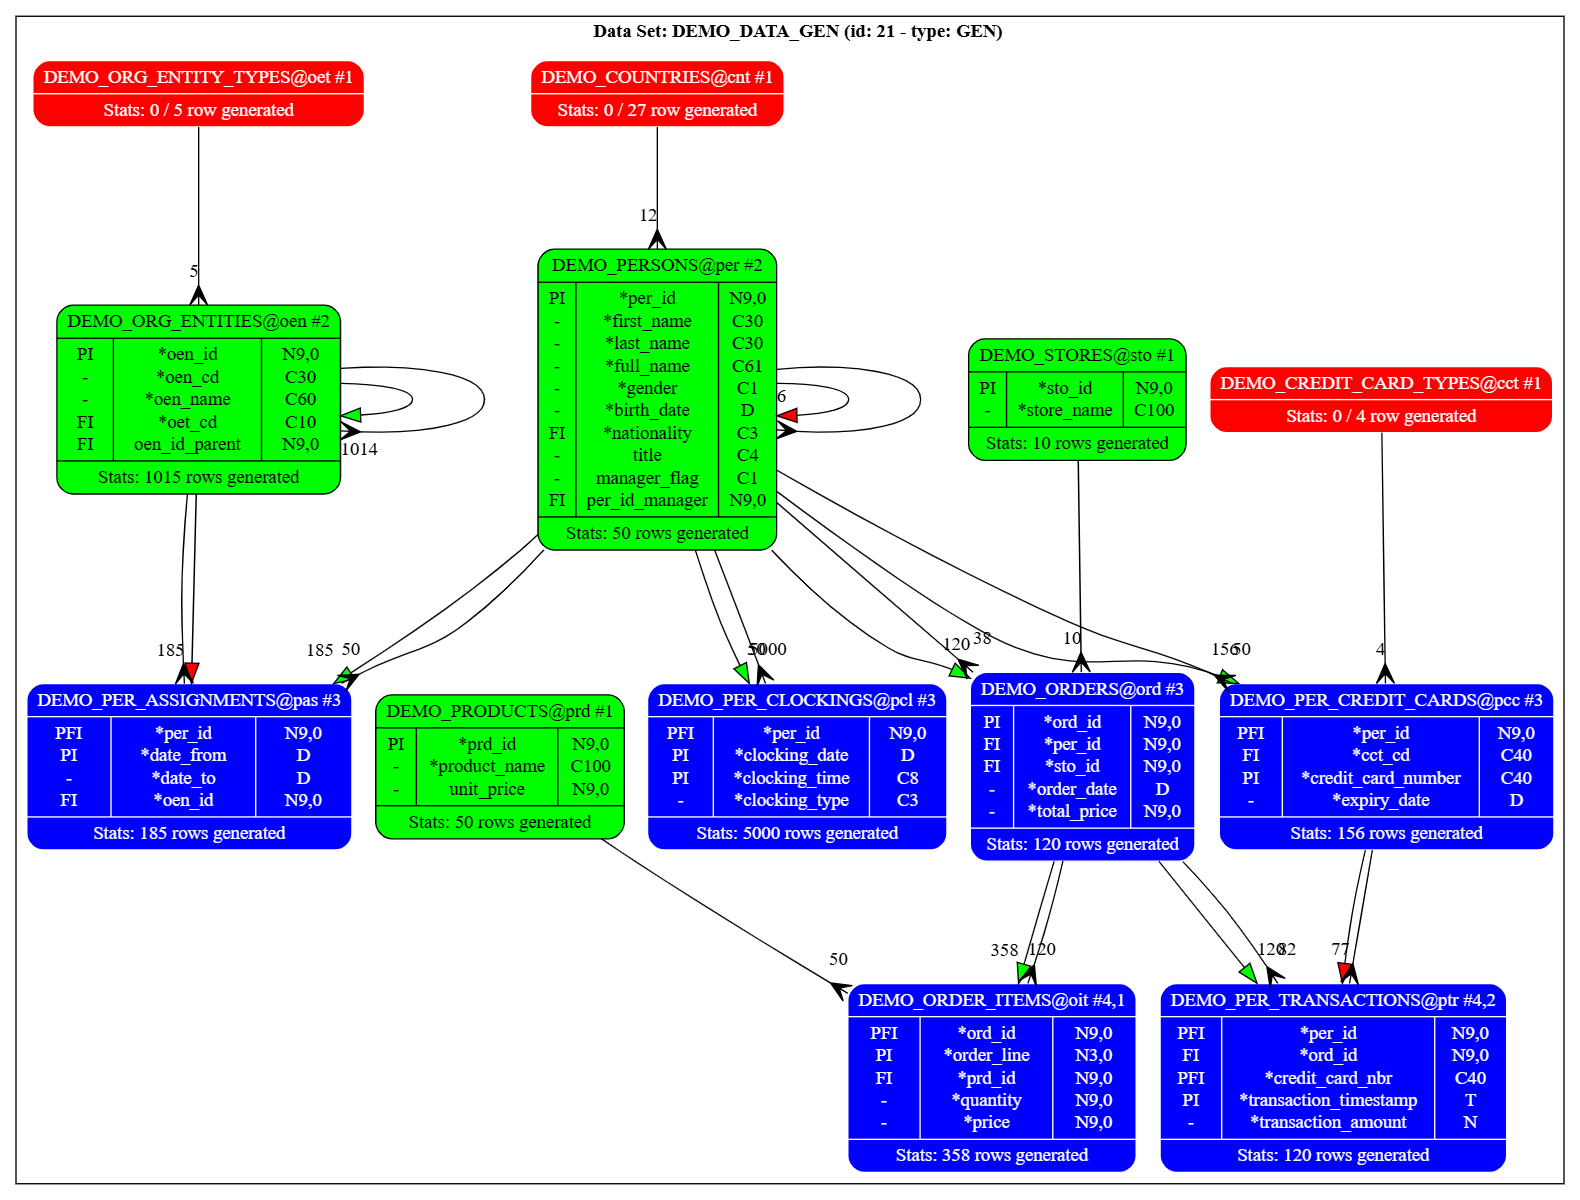 Data Set: DEMO_DATA_GEN (id: 21 - type: GEN)
DEMO_ORG_ENTITY_TYPES@oet #1
Stats: 0 / 5 row generated
DEMO_COUNTRIES@cnt #1
Stats: 0 / 27 row generated
12
5
DEMO_PERSONS@per #2
PI *per_id N9,0
- *first_name C30
- *last_name C30
- *full_name C61
- *gender C1
- *birth_date D
FI *nationality C3
- title C4
- manager_flag C1
FI per_id_manager N9,0
Stats: 50 rows generated
6
DEMO_ORG_ENTITIES@oen #2
PI *oen_id N9,0
- *oen_cd C30
- *oen_name C60
FI *oet_cd C10
FI oen_id_parent N9,0
Stats: 1015 rows generated
1014
DEMO_STORES@sto #1
PI *sto_id N9,0
- *store_name C100
Stats: 10 rows generated
DEMO_CREDIT_CARD_TYPES@cct #1
Stats: 0 / 4 row generated
185
185
50
50
5000
120
38
10
156
50
4
DEMO_PER_ASSIGNMENTS@pas #3
PFI *per_id N9,0
PI *date_from D
- *date_to D
FI *oen_id N9,0
Stats: 185 rows generated
DEMO_PRODUCTS@prd #1
PI *prd_id N9,0
- *product_name C100
- unit_price N9,0
Stats: 50 rows generated
DEMO_PER_CLOCKINGS@pcl #3
PFI *per_id N9,0
PI *clocking_date D
PI *clocking_time C8
- *clocking_type C3
Stats: 5000 rows generated
DEMO_ORDERS@ord #3
PI *ord_id N9,0
FI *per_id N9,0
FI *sto_id N9,0
- *order_date D
- *total_price N9,0
Stats: 120 rows generated
DEMO_PER_CREDIT_CARDS@pcc #3
PFI *per_id N9,0
FI *cct_cd C40
PI *credit_card_number C40
- *expiry_date D
Stats: 156 rows generated
50
358
120
120
82
77
DEMO_ORDER_ITEMS@oit #4,1
PFI *ord_id N9,0
PI *order_line N3,0
FI *prd_id N9,0
- *quantity N9,0
- *price N9,0
Stats: 358 rows generated
DEMO_PER_TRANSACTIONS@ptr #4,2
PFI *per_id N9,0
FI *ord_id N9,0
PFI *credit_card_nbr C40
PI *transaction_timestamp T
- *transaction_amount N
Stats: 120 rows generated